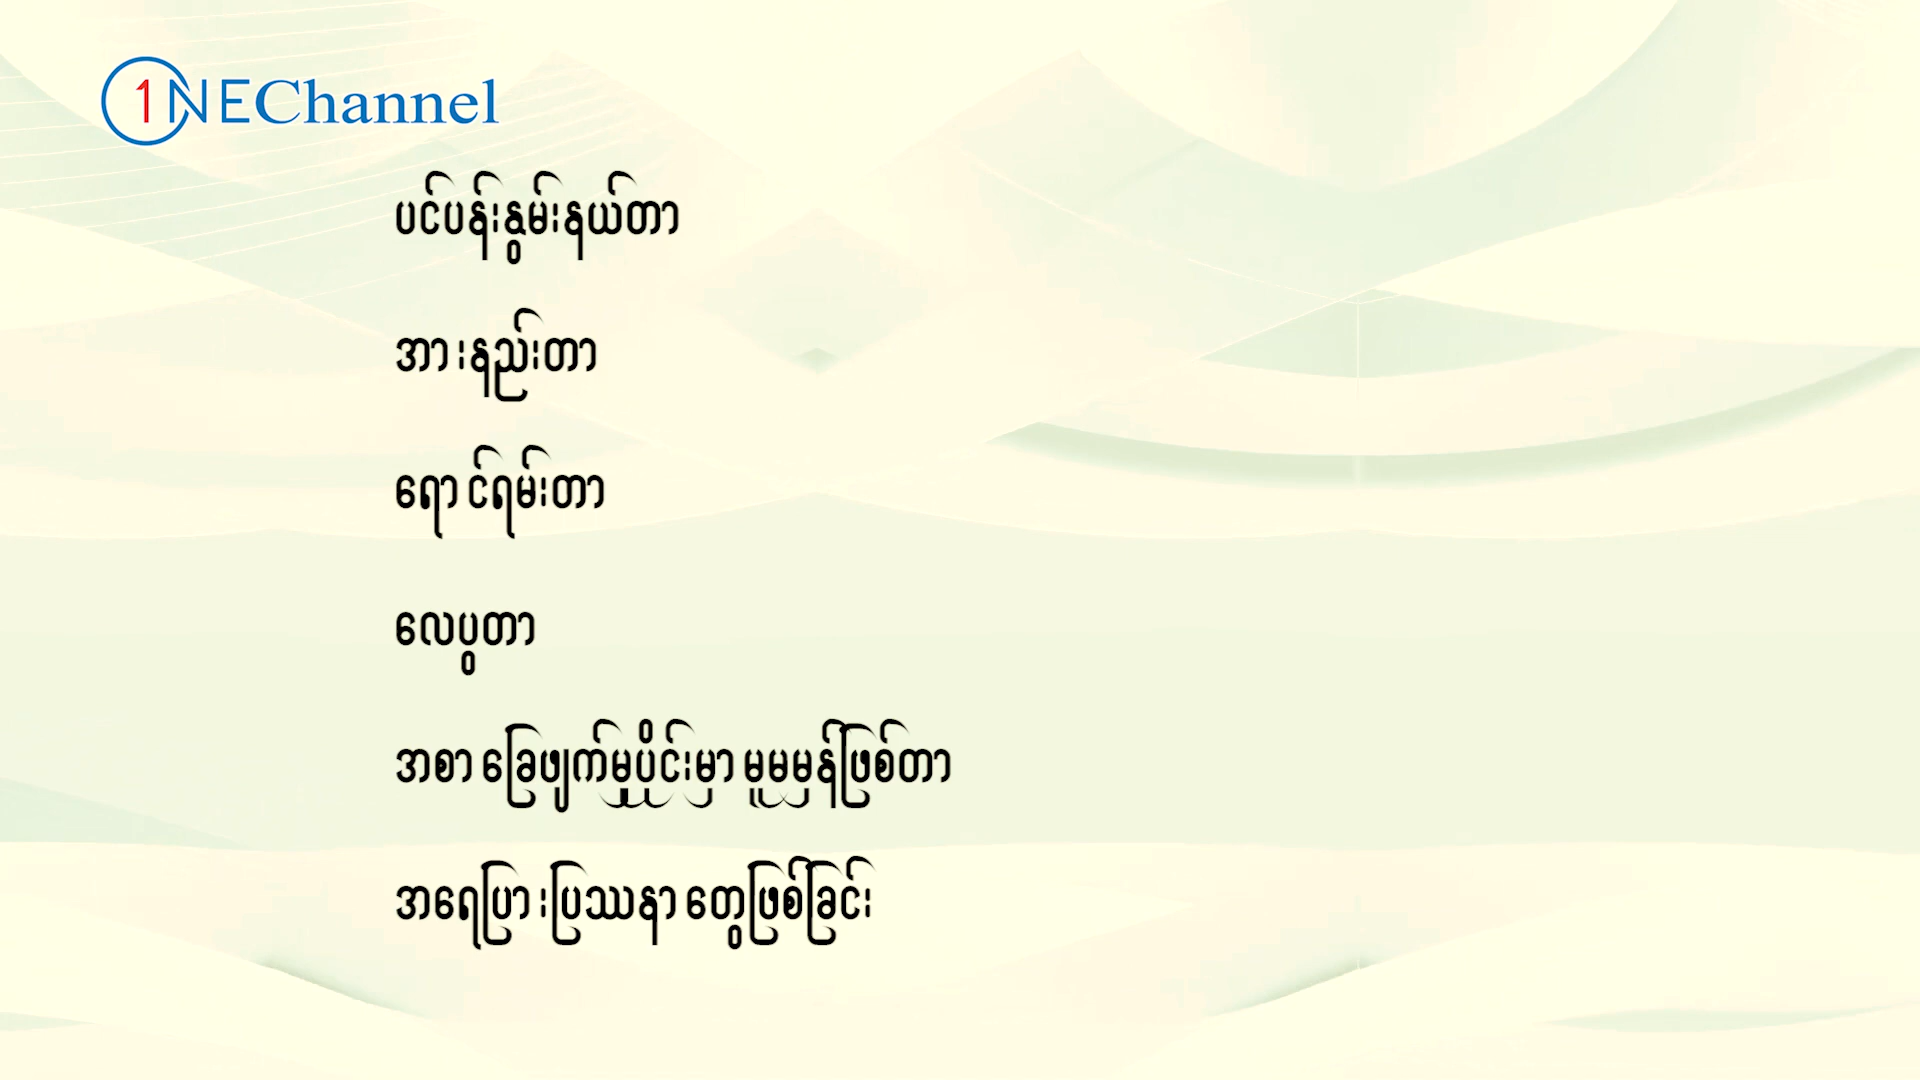 1NEChannel
ပင်ပန်းနွမ်းနယ်တာ
အားနည်းတာ
ရောင်ရမ်းတာ
လေပွတာ
အစာခြေဖျက်မှုပိုင်းမှာ မူမမှန်ဖြစ်တာ
အရေပြားပြဿနာတွေဖြစ်ခြင်း